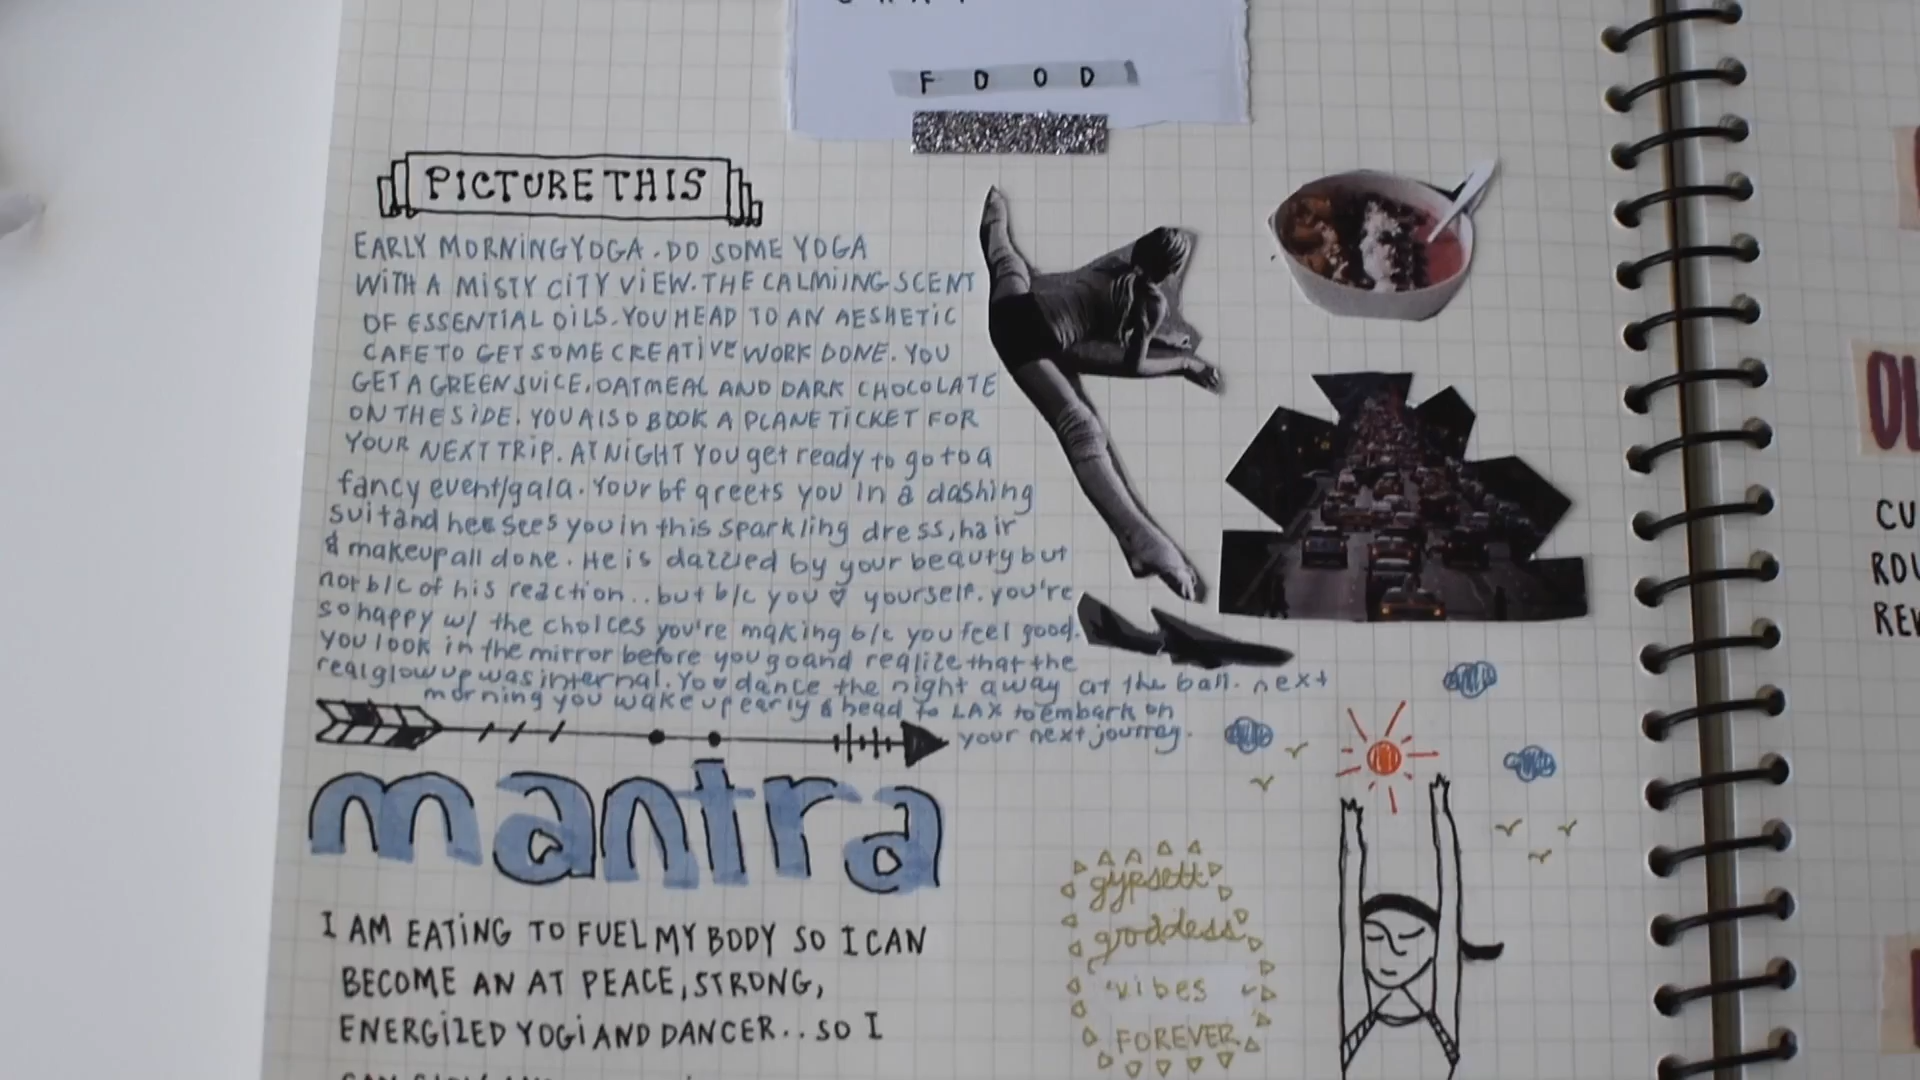 FOOD
PICTURE THIS
EARLY MORNING YOGA. DO SOME YOGA
WITH A MISTY CITY VIEW. THE CALMIING SCENT
OF ESSENTIAL OILS. YOU HEAD TO AN AESHETIC
CAFE TO GET SOME CREATIVE WORK DONE. YOU
GET A GREEN JUICE, OATMEAL AND DARK CHOCOLATE
ON THE SIDE. YOU ALSO BOOK A PLANE TICKET FOR
YOUR NEXT TRIP. AT NIGHT YOU get ready to go to a
fancy event/gala. Your bf greets you in a dashing
suit and he sees you in this sparkling dress, hair
& makeup all done. He is dazzled by your beauty but
not b/c of his reaction.. but b/c you ♡ yourself. you're
so happy w/ the choices you're making b/c you feel good.
you look in the mirror before you go and realize that the
real glow up was internal. You dance the night away at the ball. next
morning you wake up early & head to LAX to embark on
your next journey.
mantra
I AM EATING TO FUEL MY BODY SO I CAN
BECOME AN AT PEACE, STRONG,
ENERGIZED YOGI AND DANCER.. SO I
gypsett
goddess
vibes
FOREVER
OL
CU
ROU
REV